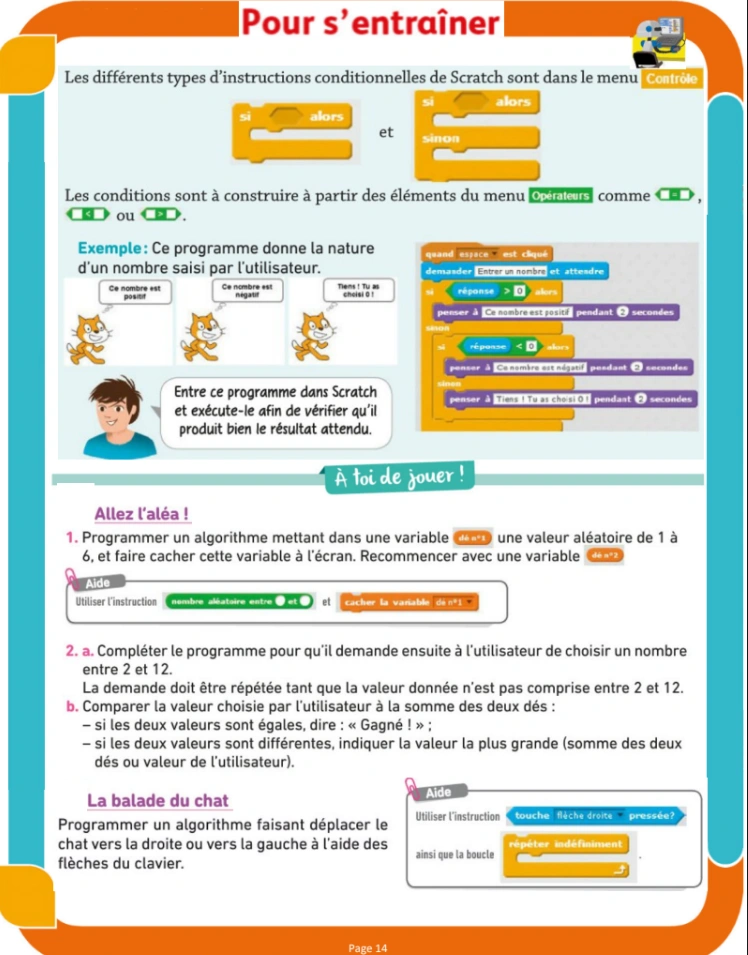 Pour s'entraîner
Les différents types d'instructions conditionnelles de Scratch sont dans le menu Contrôle
si alors
et
si alors
sinon
Les conditions sont à construire à partir des éléments du menu Opérateurs comme = ,
< ou > .
Exemple : Ce programme donne la nature
d'un nombre saisi par l'utilisateur.
Ce nombre est
positif
Ce nombre est
négatif
Tiens ! Tu as
choisi 0 !
quand espace est cliqué
demander Entrer un nombre et attendre
si réponse > 0 alors
penser à Ce nombre est positif pendant 2 secondes
sinon
si réponse < 0 alors
penser à Ce nombre est négatif pendant 2 secondes
sinon
penser à Tiens ! Tu as choisi 0 ! pendant 2 secondes
Entre ce programme dans Scratch
et exécute-le afin de vérifier qu'il
produit bien le résultat attendu.
À toi de jouer !
Allez l'aléa !
1. Programmer un algorithme mettant dans une variable dé n°1 une valeur aléatoire de 1 à
6, et faire cacher cette variable à l'écran. Recommencer avec une variable dé n°2
Aide
Utiliser l'instruction nombre aléatoire entre et et cacher la variable dé n°1
2. a. Compléter le programme pour qu'il demande ensuite à l'utilisateur de choisir un nombre
entre 2 et 12.
La demande doit être répétée tant que la valeur donnée n'est pas comprise entre 2 et 12.
b. Comparer la valeur choisie par l'utilisateur à la somme des deux dés :
– si les deux valeurs sont égales, dire : « Gagné ! » ;
– si les deux valeurs sont différentes, indiquer la valeur la plus grande (somme des deux
dés ou valeur de l'utilisateur).
La balade du chat
Programmer un algorithme faisant déplacer le
chat vers la droite ou vers la gauche à l'aide des
flèches du clavier.
Aide
Utiliser l'instruction touche flèche droite pressée?
ainsi que la boucle répéter indéfiniment .
Page 14